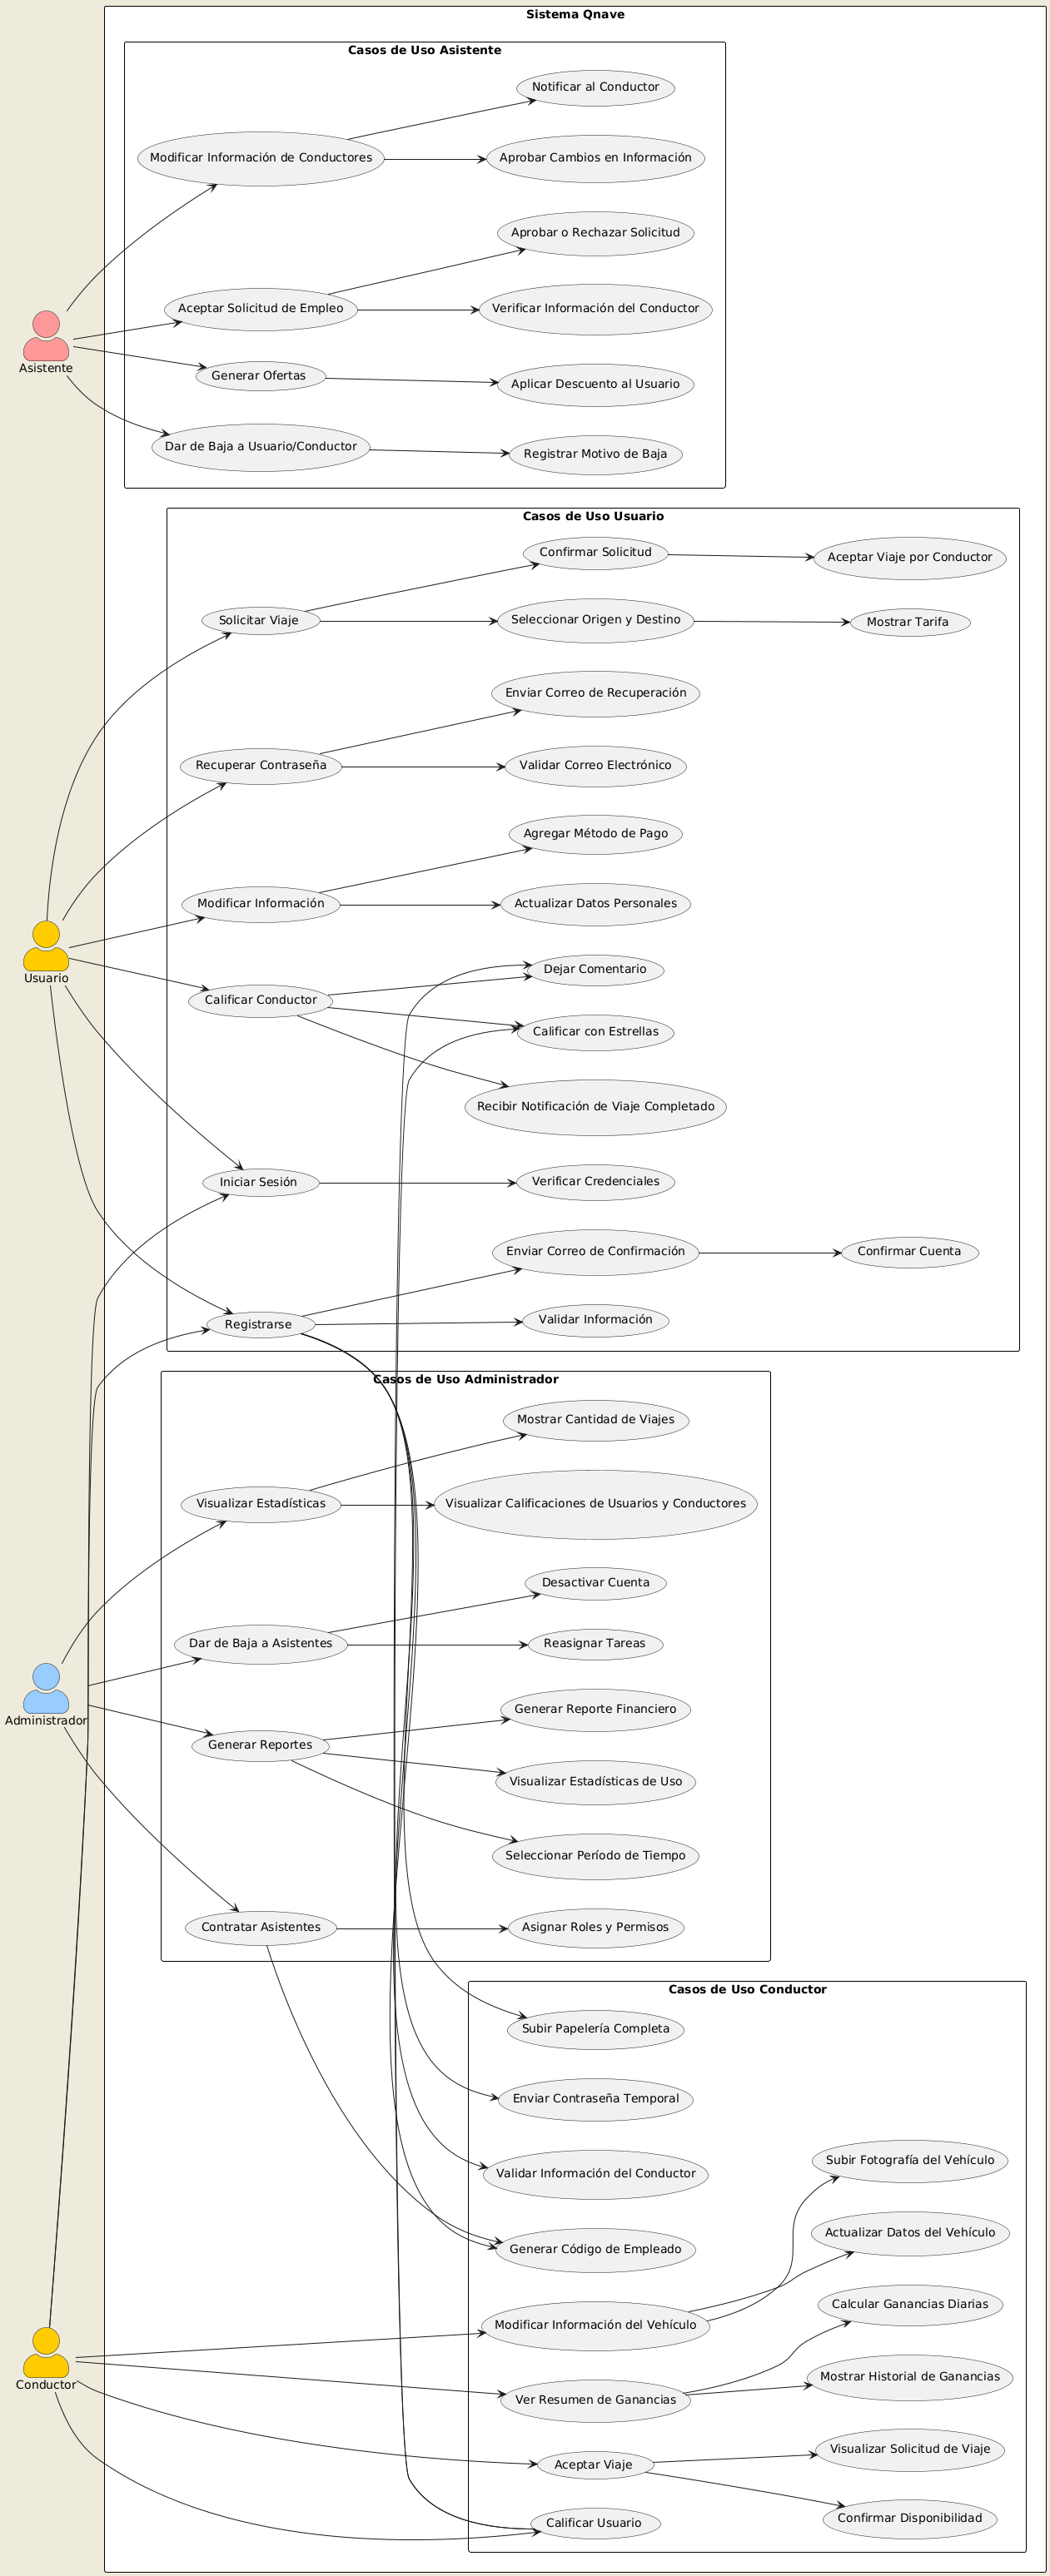 Sistema Qnave
Casos de Uso Asistente
Notificar al Conductor
Modificar Información de Conductores
Aprobar Cambios en Información
Aprobar o Rechazar Solicitud
Aceptar Solicitud de Empleo
Verificar Información del Conductor
Asistente
Generar Ofertas
Aplicar Descuento al Usuario
Dar de Baja a Usuario/Conductor
Registrar Motivo de Baja
Casos de Uso Usuario
Confirmar Solicitud
Aceptar Viaje por Conductor
Solicitar Viaje
Seleccionar Origen y Destino
Mostrar Tarifa
Enviar Correo de Recuperación
Recuperar Contraseña
Validar Correo Electrónico
Agregar Método de Pago
Modificar Información
Actualizar Datos Personales
Usuario
Dejar Comentario
Calificar Conductor
Calificar con Estrellas
Recibir Notificación de Viaje Completado
Iniciar Sesión
Verificar Credenciales
Enviar Correo de Confirmación
Confirmar Cuenta
Registrarse
Validar Información
Casos de Uso Administrador
Mostrar Cantidad de Viajes
Visualizar Estadísticas
Visualizar Calificaciones de Usuarios y Conductores
Desactivar Cuenta
Dar de Baja a Asistentes
Reasignar Tareas
Administrador
Generar Reporte Financiero
Generar Reportes
Visualizar Estadísticas de Uso
Seleccionar Período de Tiempo
Contratar Asistentes
Asignar Roles y Permisos
Casos de Uso Conductor
Subir Papelería Completa
Enviar Contraseña Temporal
Validar Información del Conductor
Subir Fotografía del Vehículo
Generar Código de Empleado
Actualizar Datos del Vehículo
Modificar Información del Vehículo
Calcular Ganancias Diarias
Conductor
Ver Resumen de Ganancias
Mostrar Historial de Ganancias
Aceptar Viaje
Visualizar Solicitud de Viaje
Calificar Usuario
Confirmar Disponibilidad